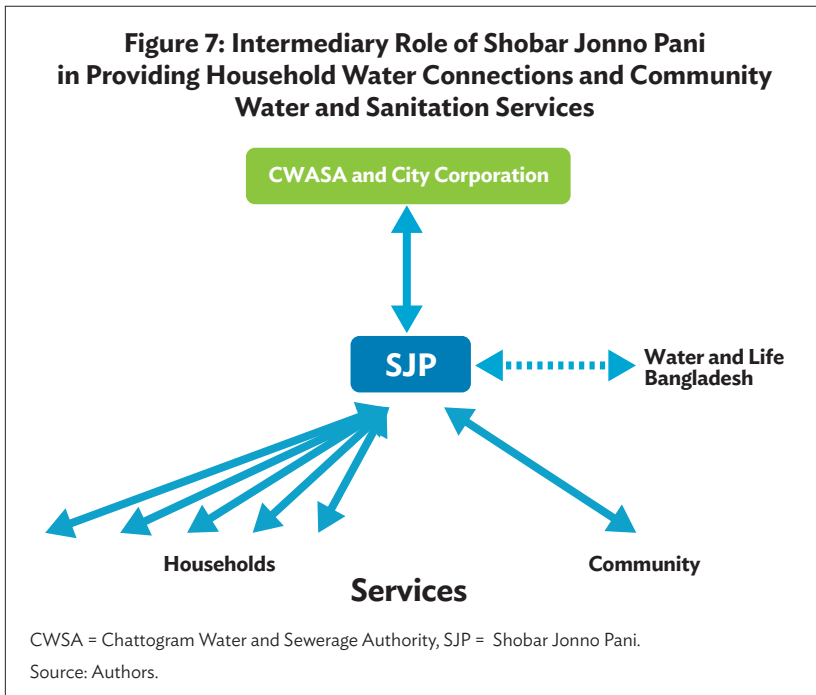 Figure 7: Intermediary Role of Shobar Jonno Pani
in Providing Household Water Connections and Community
Water and Sanitation Services
CWASA and City Corporation
SJP
Water and Life
Bangladesh
Households
Community
Services
CWSA = Chattogram Water and Sewerage Authority, SJP = Shobar Jonno Pani.
Source: Authors.